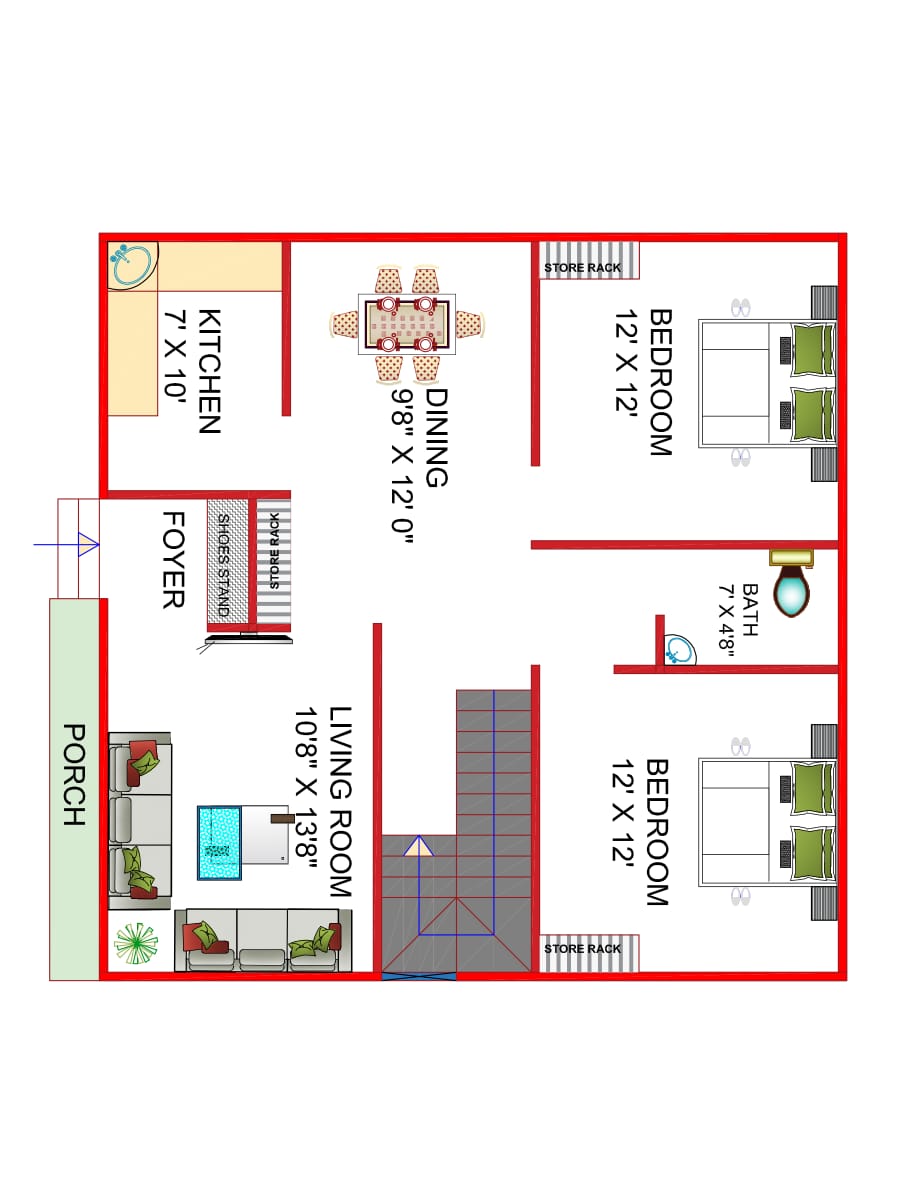 STORE RACK
BEDROOM
12' X 12'
KITCHEN
7' X 10'
DINING
9'8" X 12' 0"
FOYER
SHOES STAND
STORE RACK
BATH
7' X 4'8"
PORCH
LIVING ROOM
10'8" X 13'8"
BEDROOM
12' X 12'
STORE RACK